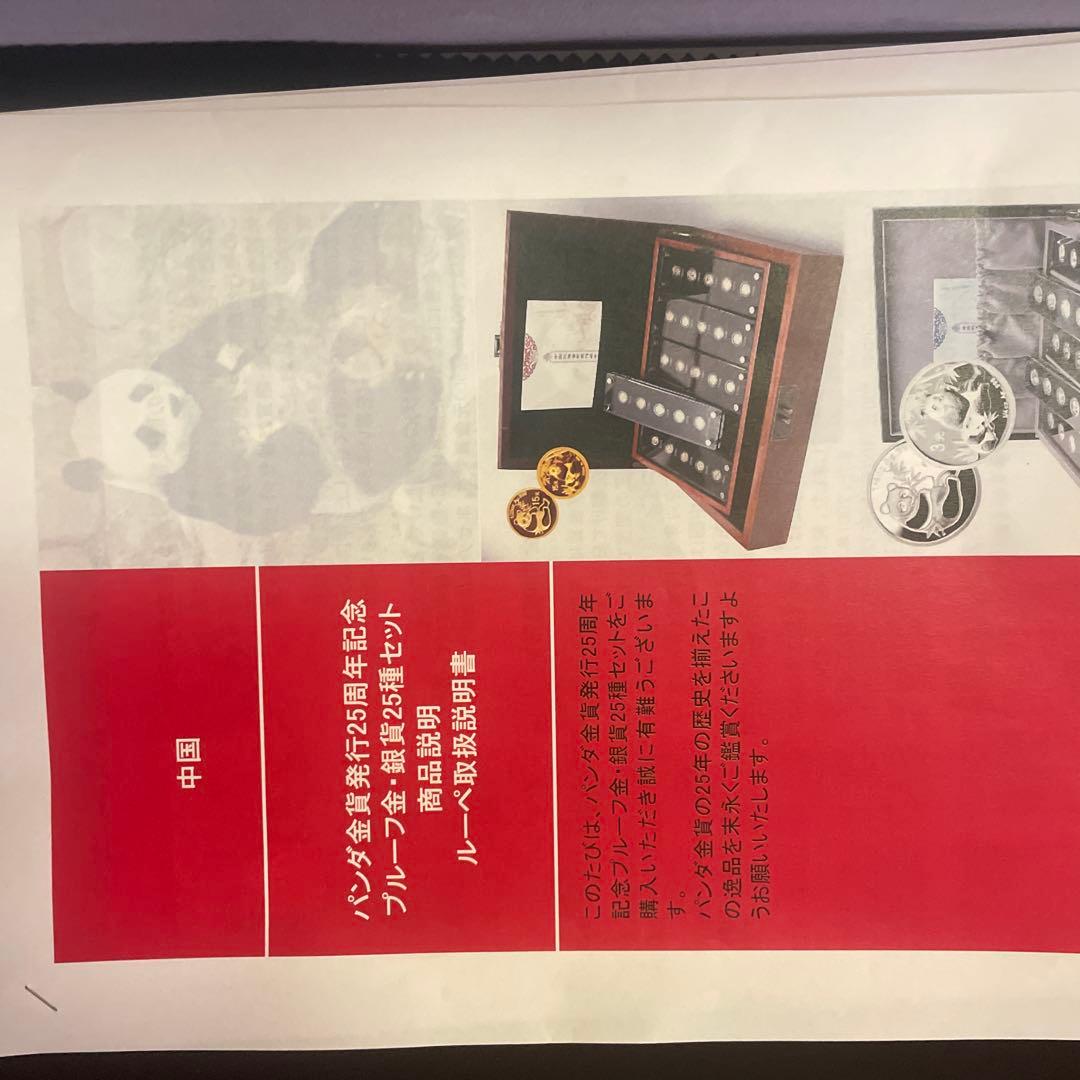 中国
パンダ金貨発行25周年記念
プルーフ金・銀貨25種セット
商品説明
ルーペ取扱説明書
このたびは、パンダ金貨発行25周年
記念プルーフ金・銀貨25種セットをご
購入いただき誠に有難うございま
す。
パンダ金貨の25年の歴史を揃えたこ
の逸品を末永くご鑑賞くださいますよ
うお願いいたします。
15元
3元